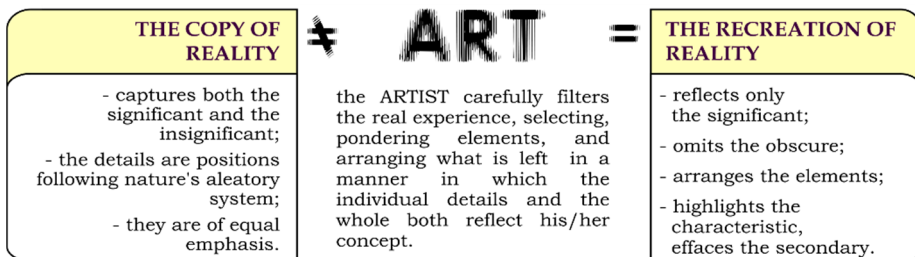 THE COPY OF
REALITY
- captures both the
significant and the
insignificant;
- the details are positions
following nature's aleatory
system;
- they are of equal
emphasis.
≠ ART =
the ARTIST carefully filters
the real experience, selecting,
pondering elements, and
arranging what is left in a
manner in which the
individual details and the
whole both reflect his/her
concept.
THE RECREATION OF
REALITY
- reflects only
the significant;
- omits the obscure;
- arranges the elements;
- highlights the
characteristic,
effaces the secondary.